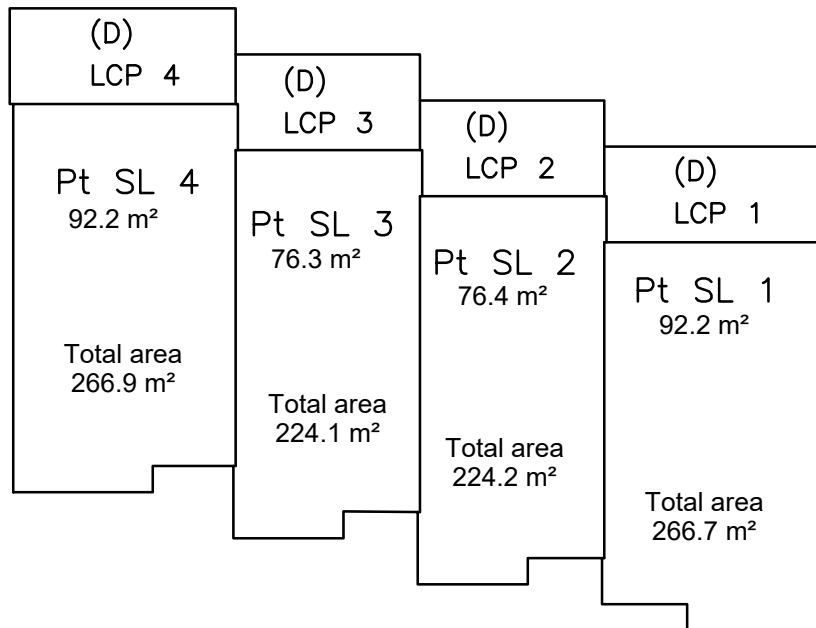 (D)
LCP 4
Pt SL 4
92.2 m²
Total area
266.9 m²
(D)
LCP 3
Pt SL 3
76.3 m²
Total area
224.1 m²
(D)
LCP 2
Pt SL 2
76.4 m²
Total area
224.2 m²
(D)
LCP 1
Pt SL 1
92.2 m²
Total area
266.7 m²